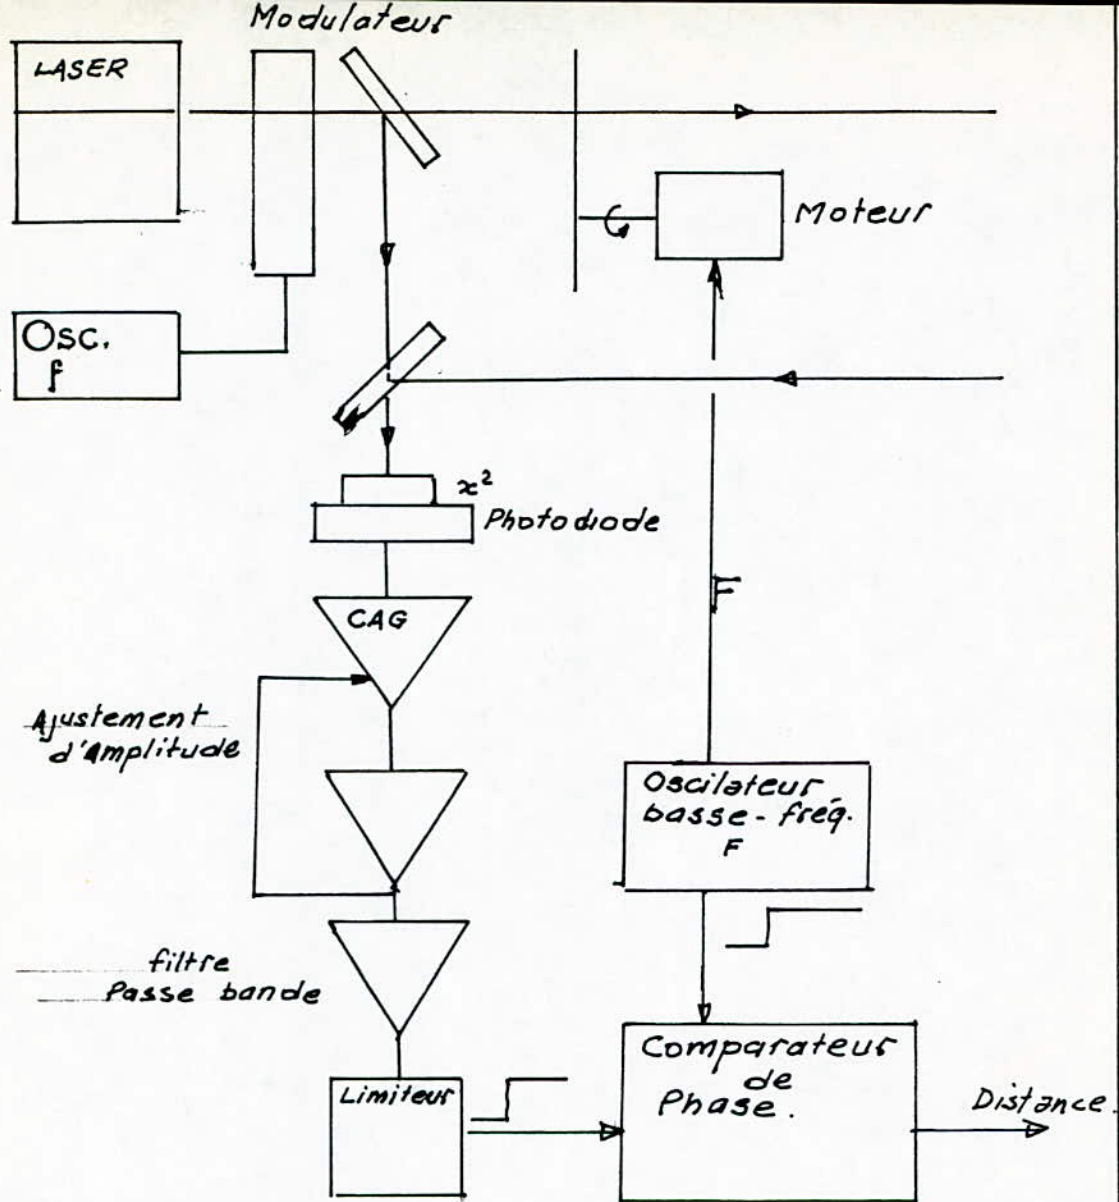 Modulateur
LASER
Moteur
Osc.
f
x²
Photodiode
CAG
F
Ajustement
d'amplitude
Oscilateur
basse-fréq.
F
filtre
Passe bande
Comparateur
de
Phase.
Limiteur
Distance.